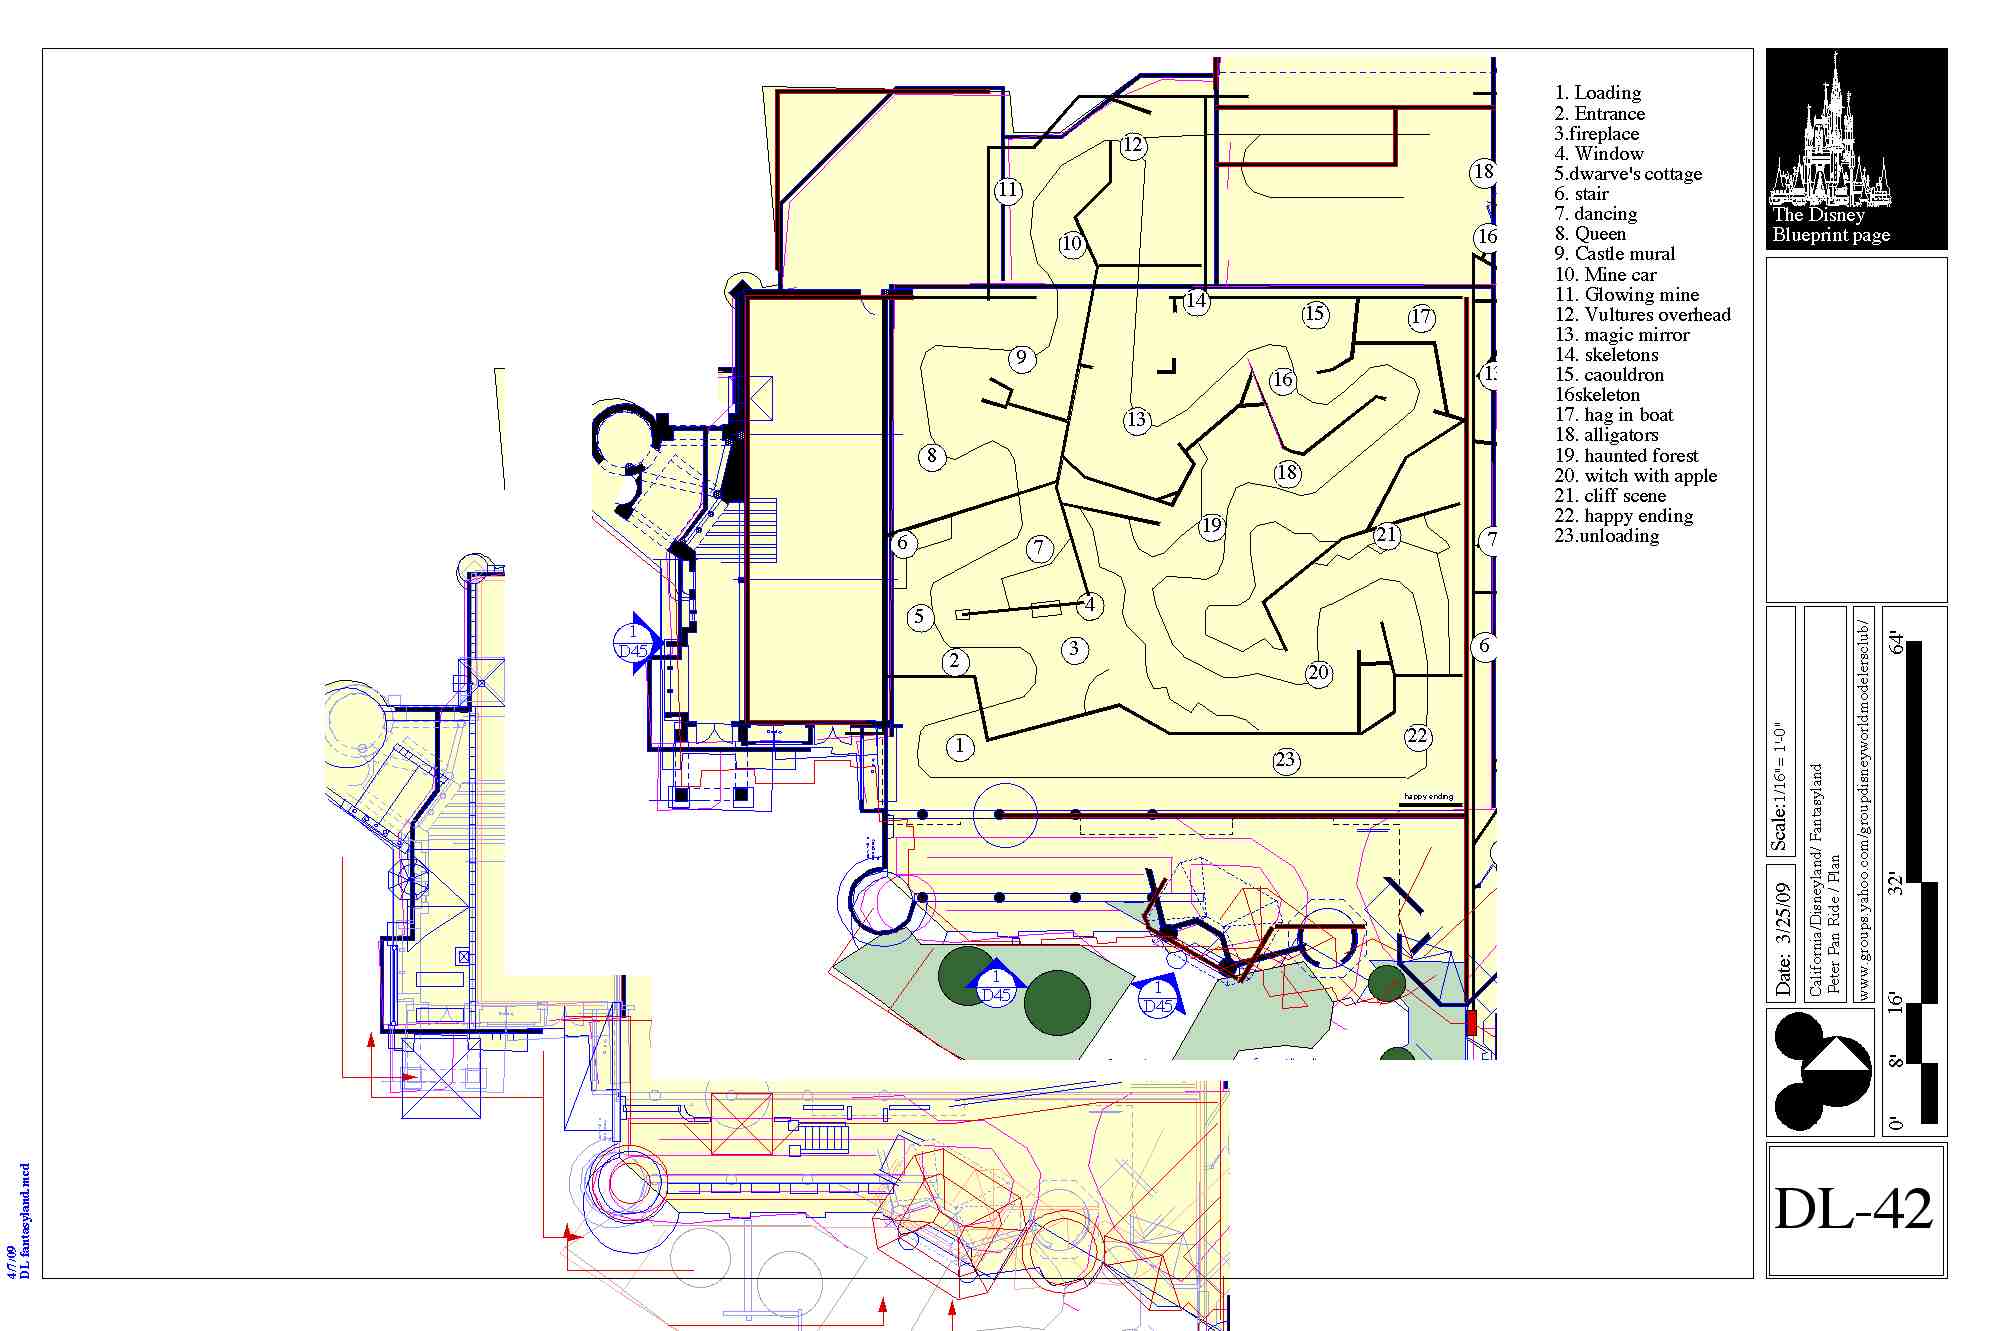 1. Loading
2. Entrance
3.fireplace
4. Window
5.dwarve's cottage
6. stair
7. dancing
8. Queen
9. Castle mural
10. Mine car
11. Glowing mine
12. Vultures overhead
13. magic mirror
14. skeletons
15. caouldron
16skeleton
17. hag in boat
18. alligators
19. haunted forest
20. witch with apple
21. cliff scene
22. happy ending
23.unloading
The Disney
Blueprint page
12
11
18
10
16
14
15
17
9
13
16
13
8
18
19
21
6
7
7
4
5
3
2
6
20
1
22
23
happy ending
1
D45
1
D45
1
D45
Scale:1/16"= 1-0"
Date: 3/25/09
California/Disneyland/ Fantasyland
Peter Pan Ride / Plan
www.groups.yahoo.com/groupdisneyworldmodelersclub/
64'
32'
16'
8'
0'
DL-42
4/7/09
DL fantasyland.mcd